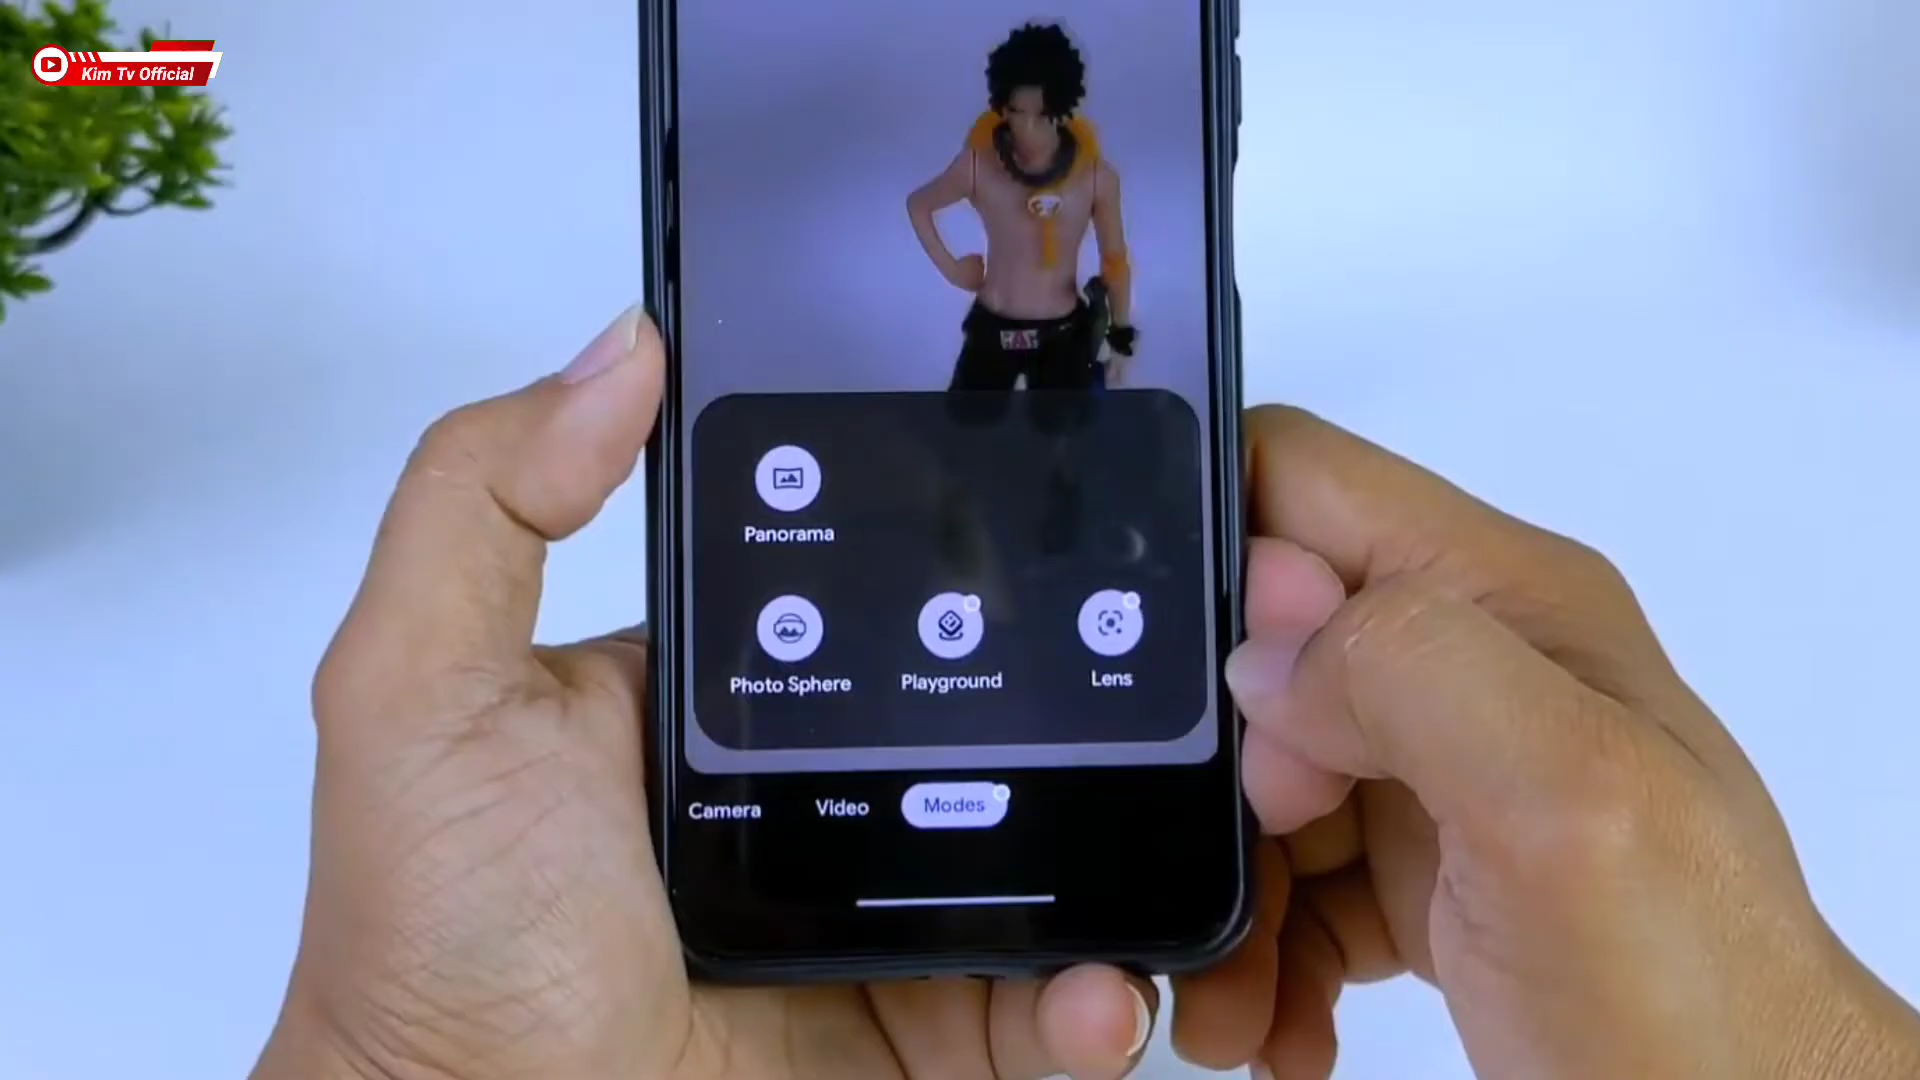 Kim Tv Official
Panorama
Photo Sphere
Playground
Lens
Camera
Video
Modes